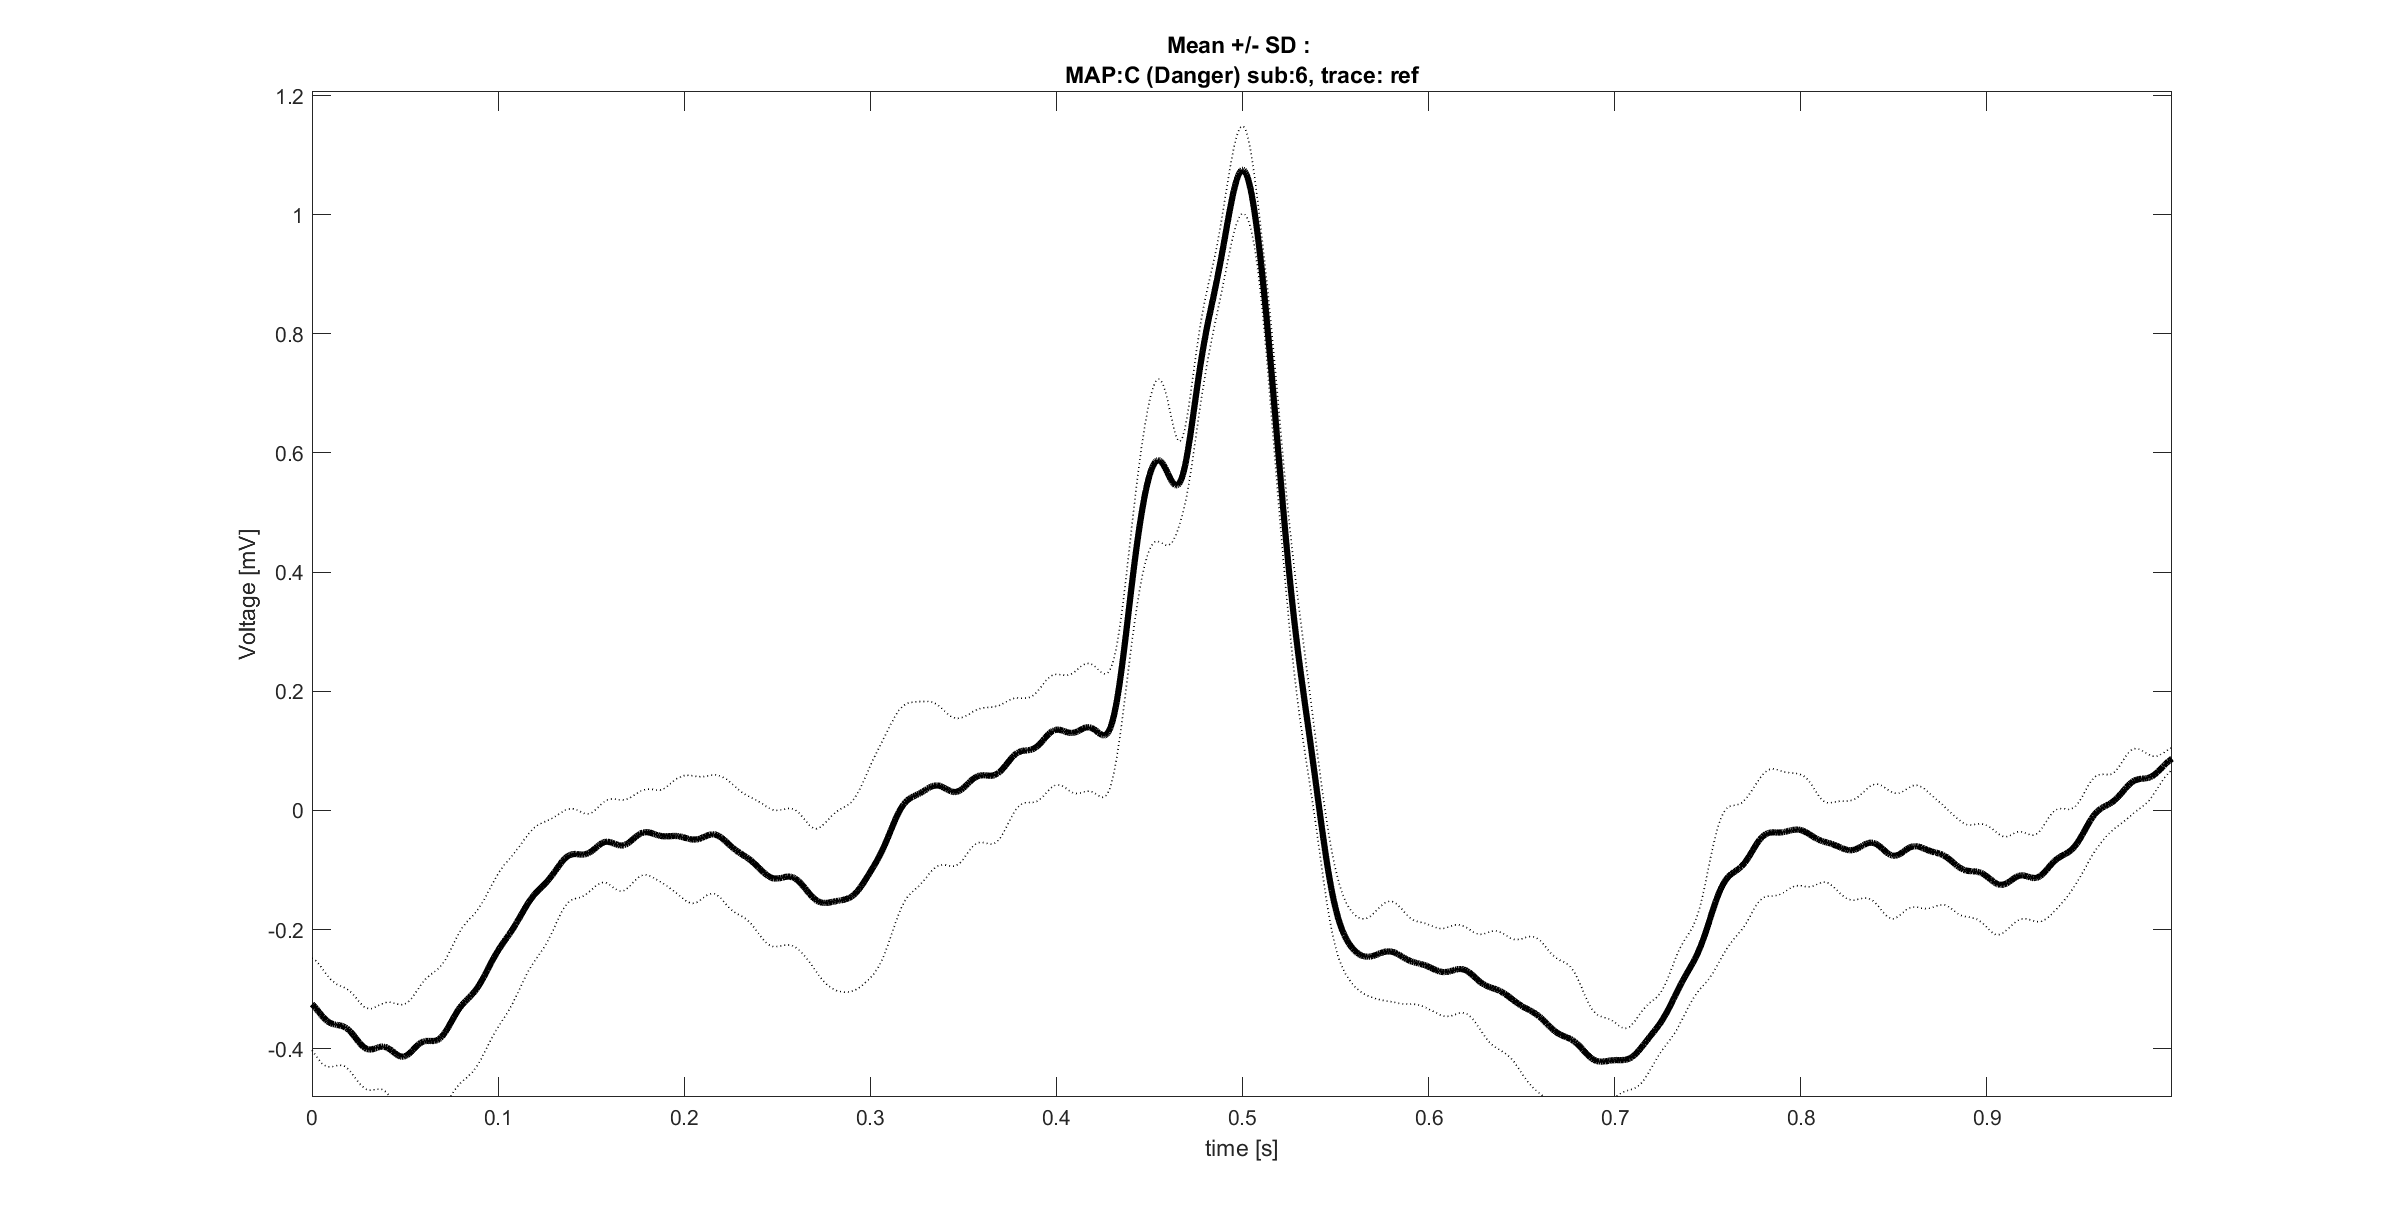 Mean +/- SD :
MAP:C (Danger) sub:6, trace: ref
1.2
1
0.8
0.6
0.4
0.2
0
-0.2
-0.4
Voltage [mV]
0 0.1 0.2 0.3 0.4 0.5 0.6 0.7 0.8 0.9
time [s]